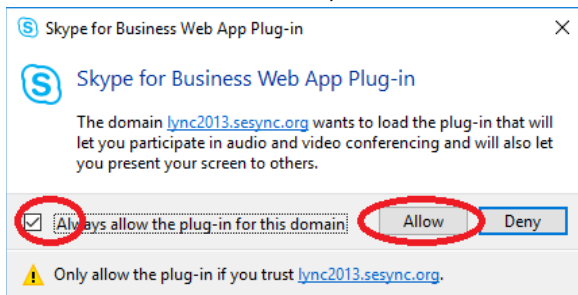 Skype for Business Web App Plug-in
Skype for Business Web App Plug-in
The domain lync2013.sesync.org wants to load the plug-in that will
let you participate in audio and video conferencing and will also let
you present your screen to others.
Always allow the plug-in for this domain Allow Deny
Only allow the plug-in if you trust lync2013.sesync.org.